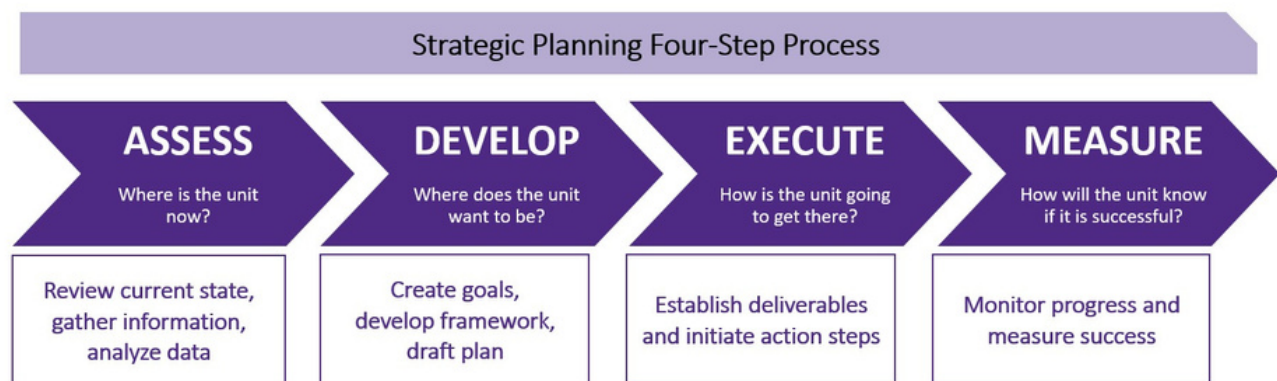 Strategic Planning Four-Step Process
ASSESS
Where is the unit
now?
Review current state,
gather information,
analyze data
DEVELOP
Where does the unit
want to be?
Create goals,
develop framework,
draft plan
EXECUTE
How is the unit going
to get there?
Establish deliverables
and initiate action steps
MEASURE
How will the unit know
if it is successful?
Monitor progress and
measure success